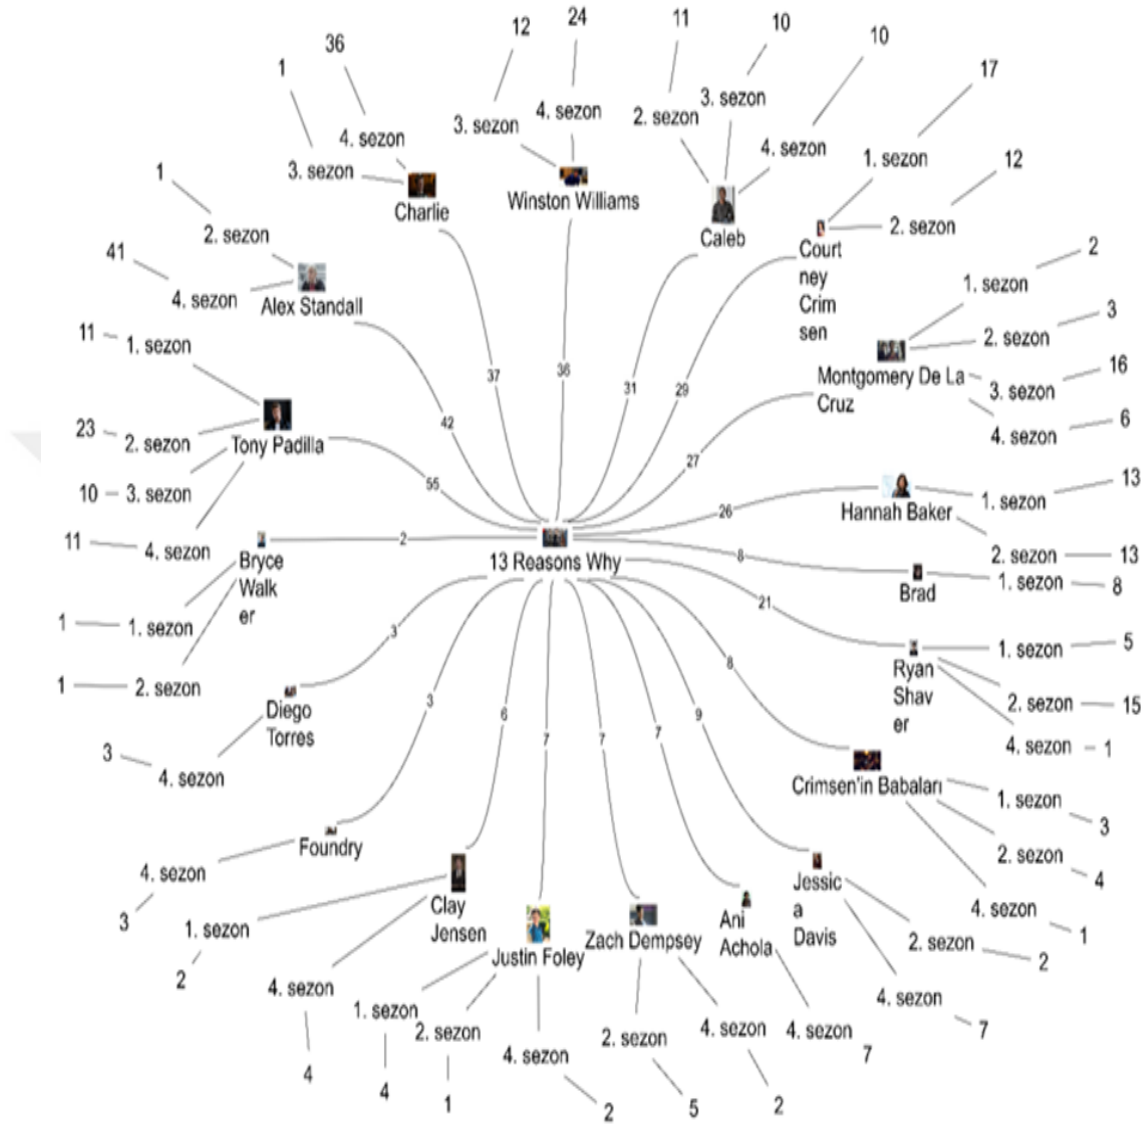 24
12
11
10
10
36
1
17
3. sezon
4. sezon
2. sezon
3. sezon
4. sezon
4. sezon
3. sezon
1. sezon
12
Charlie
Winston Williams
Caleb
2. sezon
1
2. sezon
Court
ney
Crim
sen
41
4. sezon
Alex Standall
1. sezon
2
2. sezon
3
11
1. sezon
37
36
31
29
Montgomery De La
Cruz
3. sezon
16
4. sezon
6
42
23
2. sezon
Tony Padilla
27
10
3. sezon
55
26
Hannah Baker
1. sezon
13
11
4. sezon
2
13 Reasons Why
8
2. sezon
13
Bryce
Walk
er
Brad
1. sezon
8
1
1. sezon
21
1
2. sezon
3
8
Ryan
Shav
er
1. sezon
5
2. sezon
15
4. sezon
1
Diego
Torres
3
6
7
7
7
9
3
4. sezon
Crimsen'in Babaları
1. sezon
3
2. sezon
4
4. sezon
1
Foundry
4. sezon
3
Clay
Jensen
1. sezon
2
4. sezon
4
Justin Foley
1. sezon
4
2. sezon
1
4. sezon
2
Zach Dempsey
2. sezon
5
4. sezon
2
Ani
Achola
4. sezon
7
Jessic
a
Davis
2. sezon
2
4. sezon
7